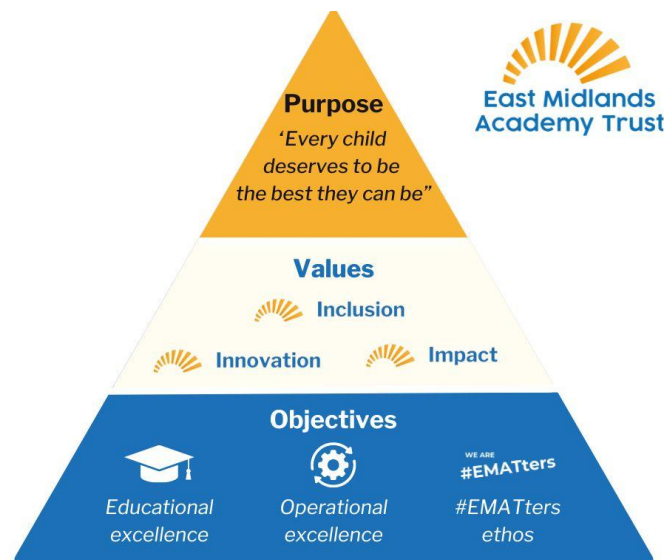 East Midlands
Academy Trust
Purpose
‘Every child
deserves to be
the best they can be”
Values
Inclusion
Innovation
Impact
Objectives
WE ARE
#EMATters
Educational
excellence
Operational
excellence
#EMATters
ethos